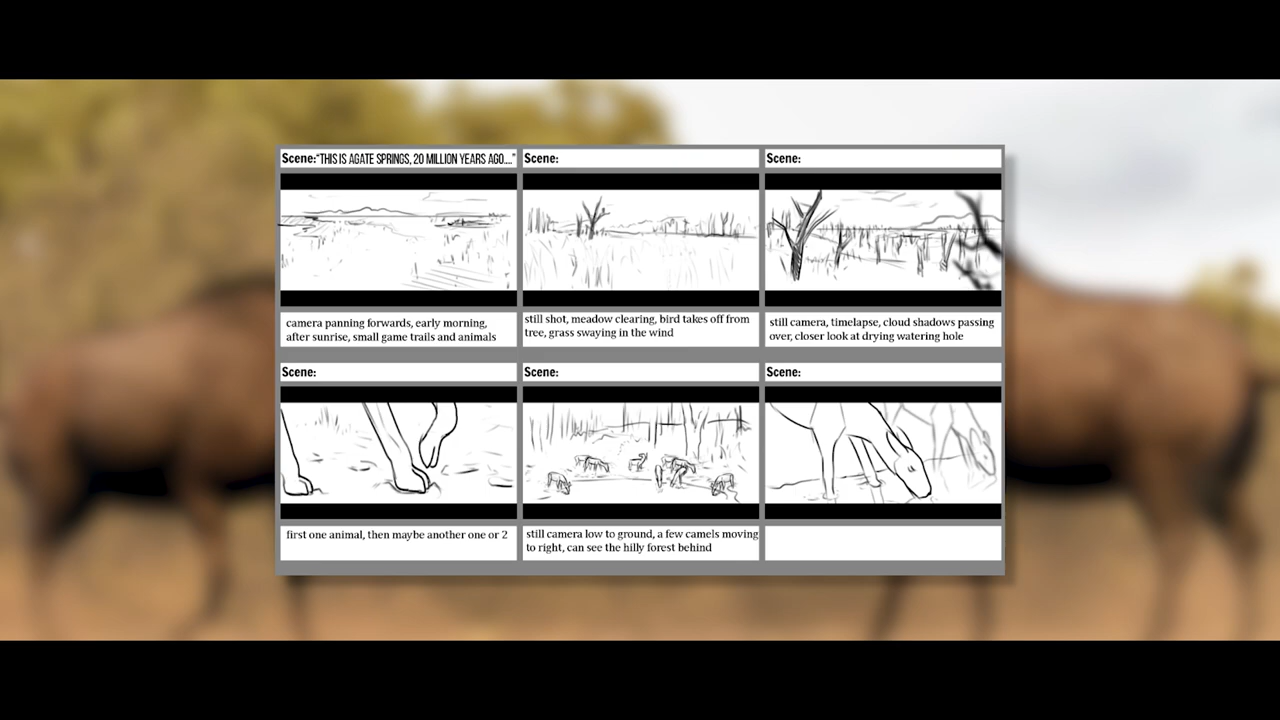 Scene:"THIS IS AGATE SPRINGS, 20 MILLION YEARS AGO...."
Scene:
Scene:
camera panning forwards, early morning,
after sunrise, small game trails and animals
still shot, meadow clearing, bird takes off from
tree, grass swaying in the wind
still camera, timelapse, cloud shadows passing
over, closer look at drying watering hole
Scene:
Scene:
Scene:
first one animal, then maybe another one or 2
still camera low to ground, a few camels moving
to right, can see the hilly forest behind